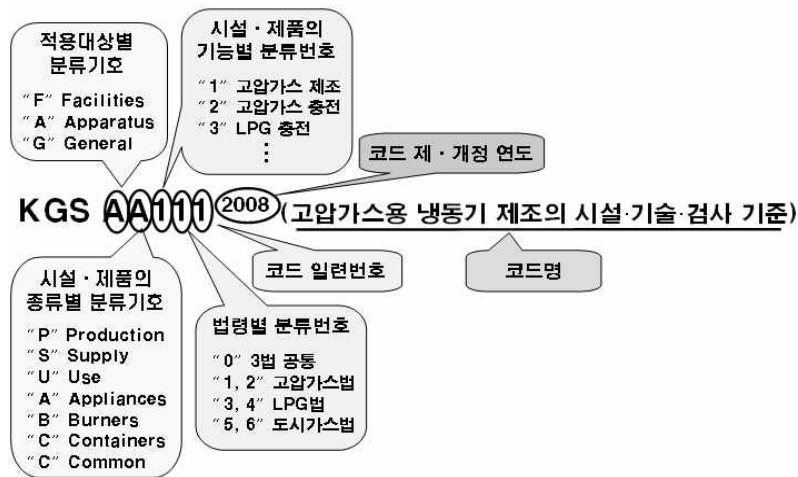 적용대상별
분류기호
“F” Facilities
“A” Apparatus
“G” General
시설·제품의
기능별 분류번호
“1” 고압가스 제조
“2” 고압가스 충전
“3” LPG 충전
⋮
코드 제·개정 연도
KGS AA111 2008 (고압가스용 냉동기 제조의 시설·기술·검사 기준)
시설·제품의
종류별 분류기호
“P” Production
“S” Supply
“U” Use
“A” Appliances
“B” Burners
“C” Containers
“C” Common
법령별 분류번호
“0” 3법 공통
“1, 2” 고압가스법
“3, 4” LPG법
“5, 6” 도시가스법
코드 일련번호
코드명